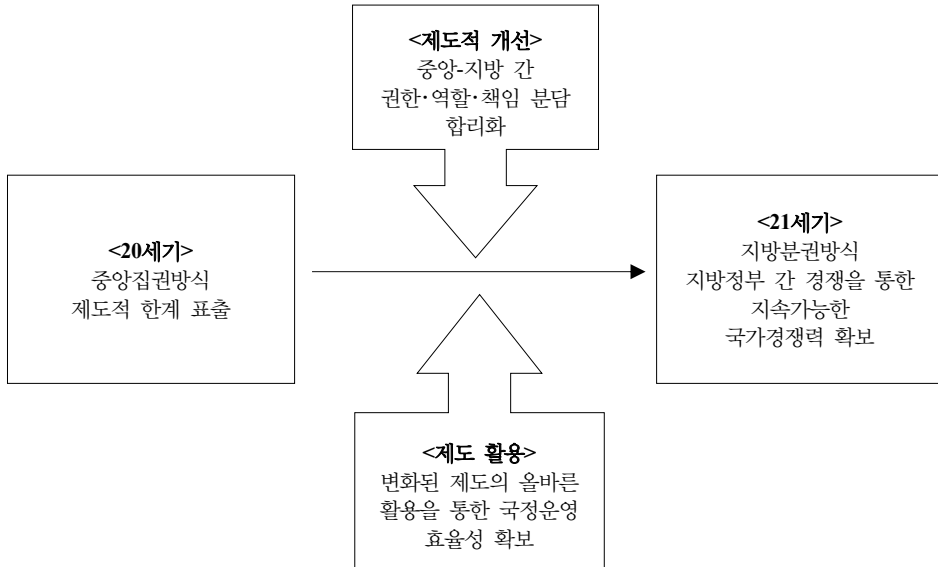 <제도적 개선>
중앙-지방 간
권한·역할·책임 분담
합리화
<20세기>
중앙집권방식
제도적 한계 표출
<21세기>
지방분권방식
지방정부 간 경쟁을 통한
지속가능한
국가경쟁력 확보
<제도 활용>
변화된 제도의 올바른
활용을 통한 국정운영
효율성 확보